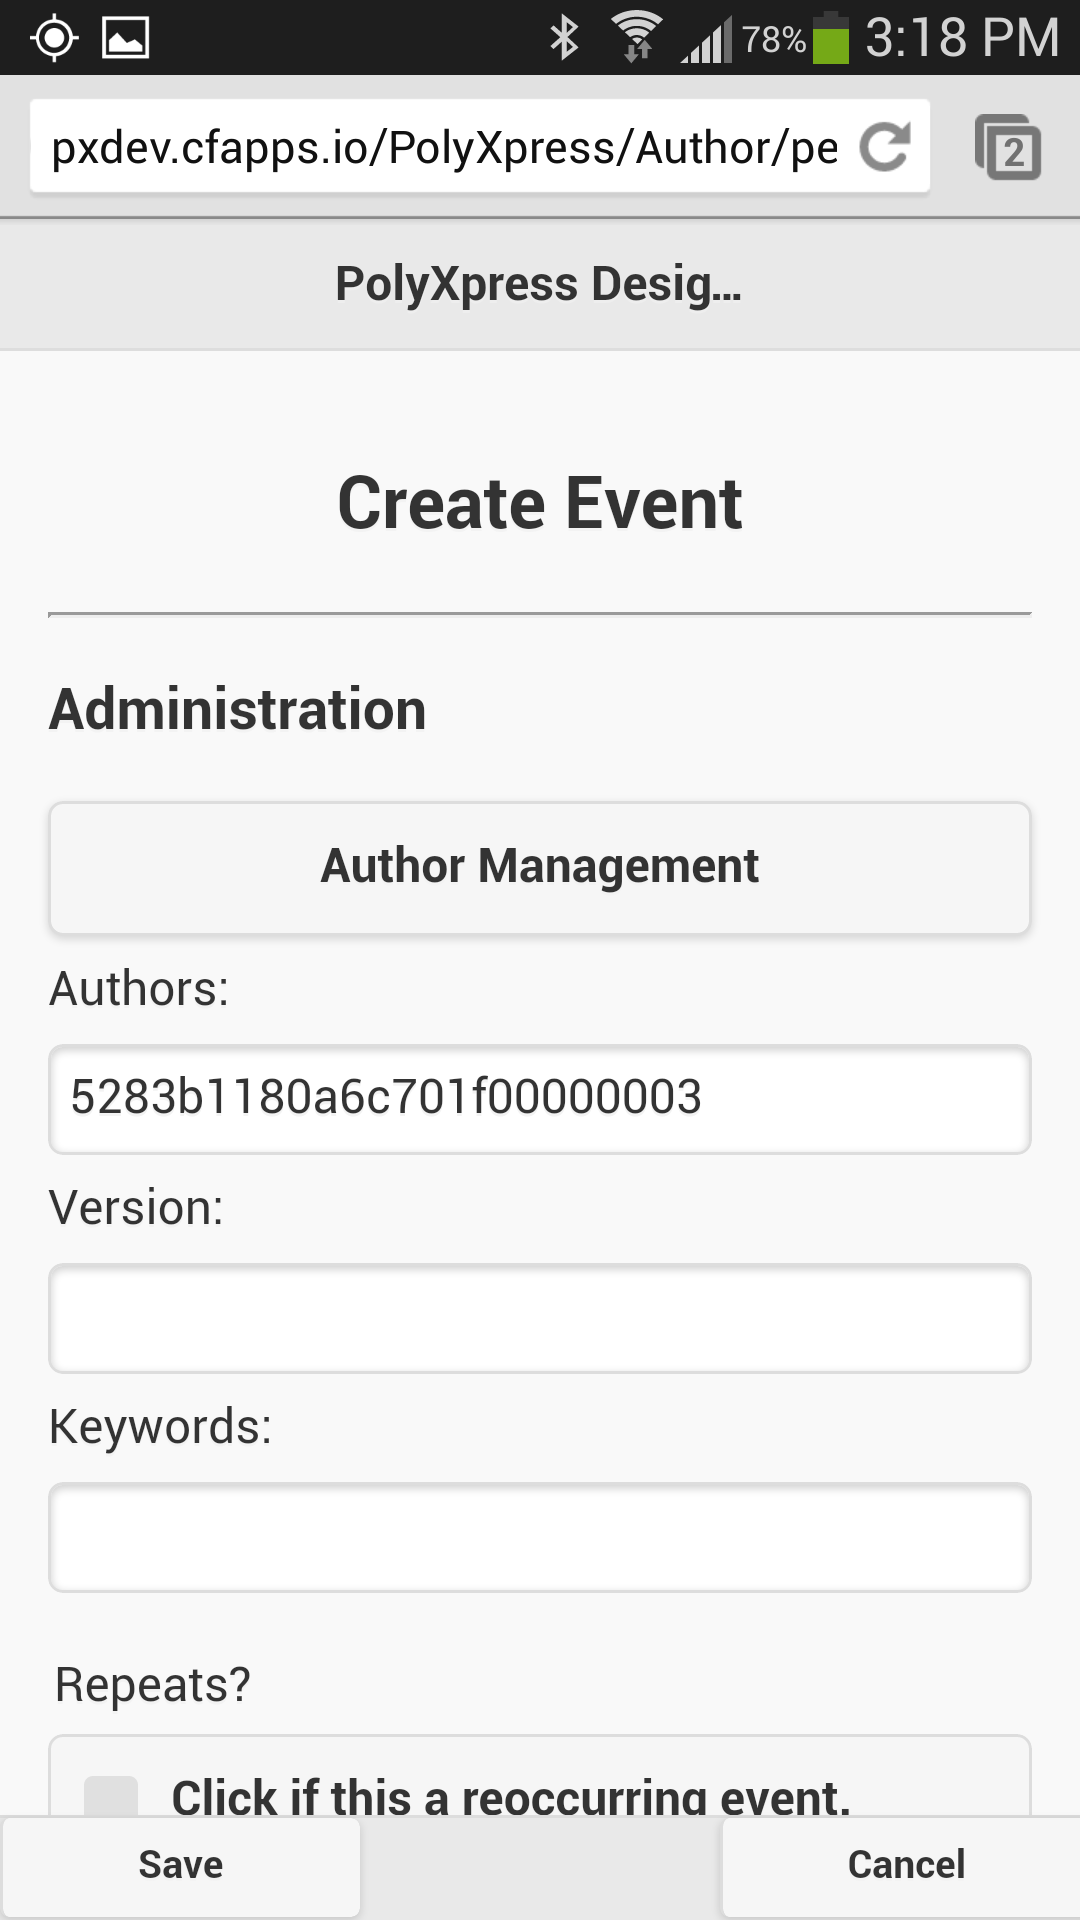 78% 3:18 PM
pxdev.cfapps.io/PolyXpress/Author/pe
2
PolyXpress Desig...
Create Event
Administration
Author Management
Authors:
5283b1180a6c701f00000003
Version:
Keywords:
Repeats?
Click if this a reoccurring event.
Save Cancel